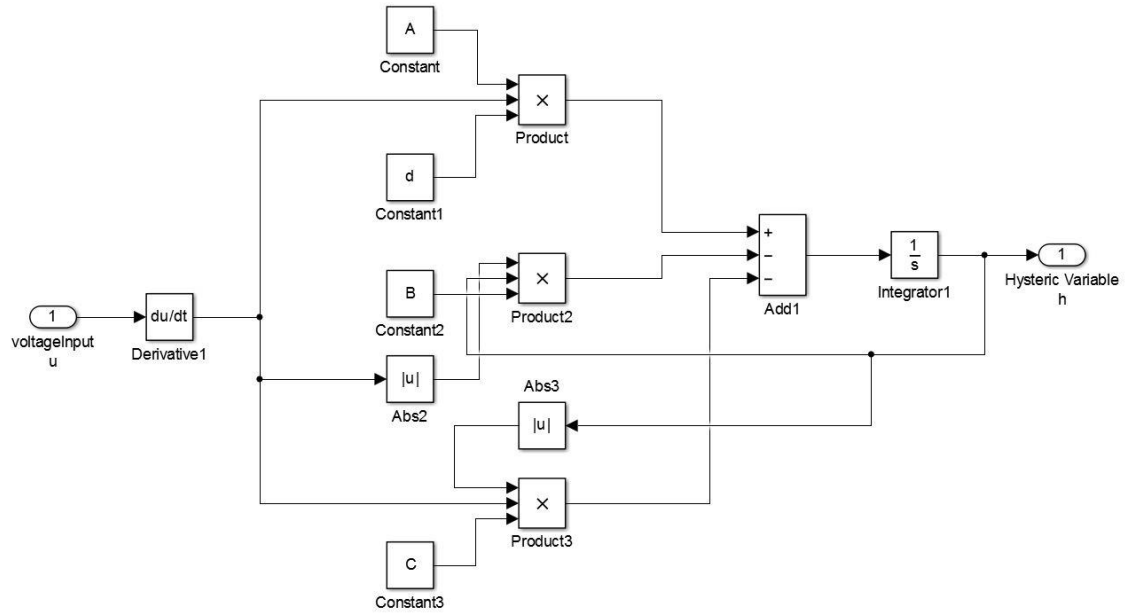 A
Constant
×
Product
d
Constant1
B
Constant2
×
Product2
+
−
−
Add1
1
s
Integrator1
1
Hysteric Variable
h
1
voltageInput
u
du/dt
Derivative1
|u|
Abs2
Abs3
|u|
×
Product3
C
Constant3